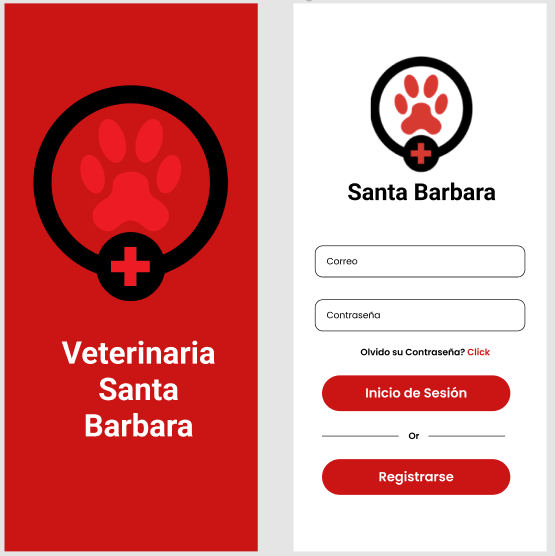 Veterinaria
Santa
Barbara
Santa Barbara
Correo
Contraseña
Olvido su Contraseña? Click
Inicio de Sesión
Or
Registrarse